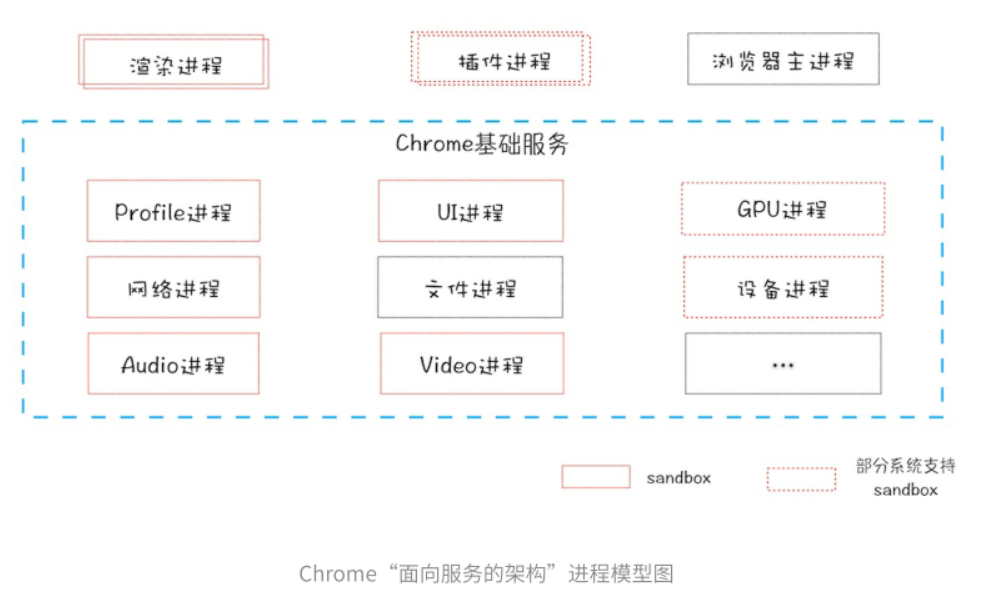 渲染进程
插件进程
浏览器主进程
Chrome基础服务
Profile进程
UI进程
GPU进程
网络进程
文件进程
设备进程
Audio进程
Video进程
...
sandbox
部分系统支持
sandbox
Chrome“面向服务的架构”进程模型图